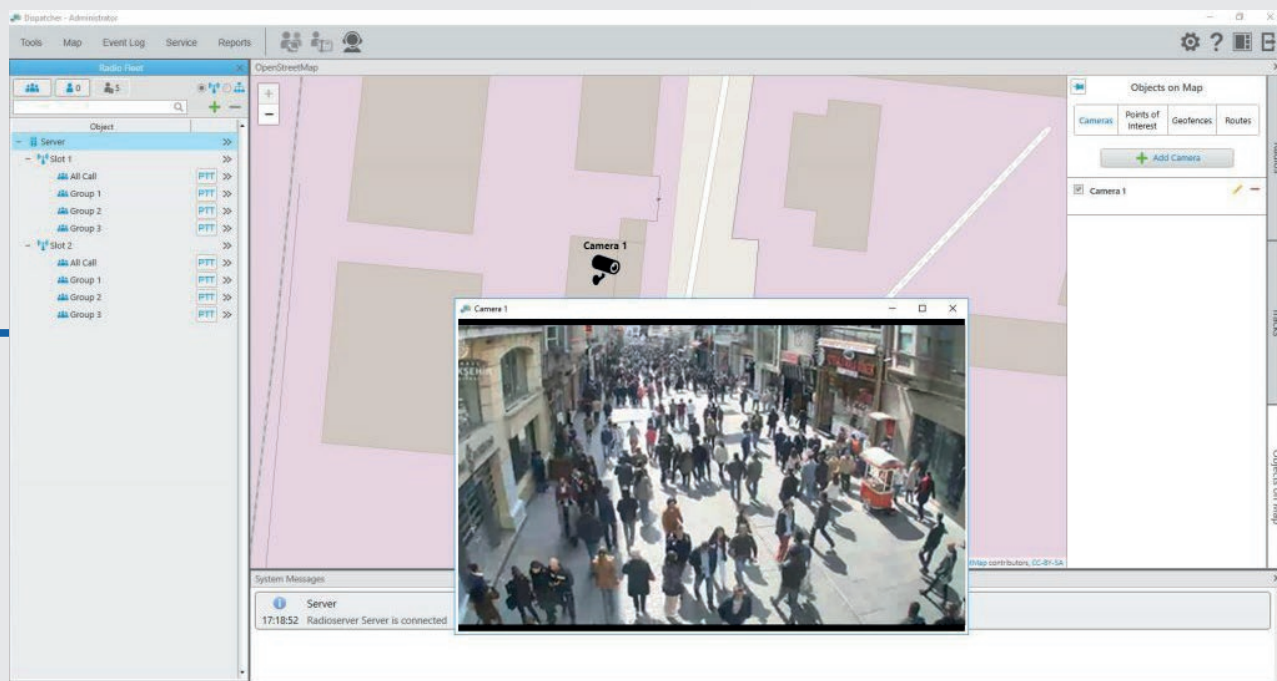 Dispatcher - Administrator
Tools Map Event Log Service Reports
Radio Fleet
0
5
Object
Server
Slot 1
All Call PTT
Group 1 PTT
Group 2 PTT
Group 3 PTT
Slot 2
All Call PTT
Group 1 PTT
Group 2 PTT
Group 3 PTT
OpenStreetMap
Camera 1
Camera 1
Objects on Map
Cameras
Points of
Interest
Geofences
Routes
Add Camera
Camera 1
Objects on Map
contributors, CC-BY-SA
System Messages
Server
17:18:52 Radioserver Server is connected